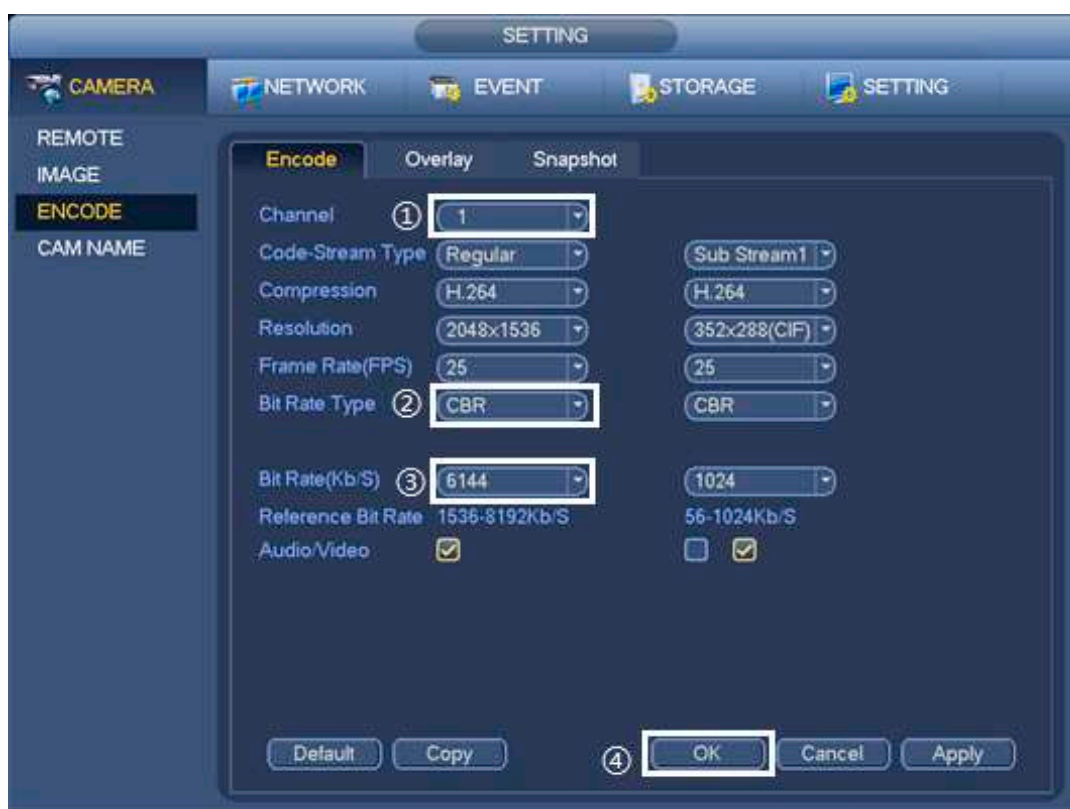 SETTING
CAMERA NETWORK EVENT STORAGE SETTING
REMOTE
IMAGE
ENCODE
CAM NAME
Encode Overlay Snapshot
Channel ① 1
Code-Stream Type Regular Sub Stream1
Compression H.264 H.264
Resolution 2048x1536 352x288(CIF)
Frame Rate(FPS) 25 25
Bit Rate Type ② CBR CBR
Bit Rate(Kb/S) ③ 6144 1024
Reference Bit Rate 1536-8192Kb/S 56-1024Kb/S
Audio/Video
Default Copy ④ OK Cancel Apply